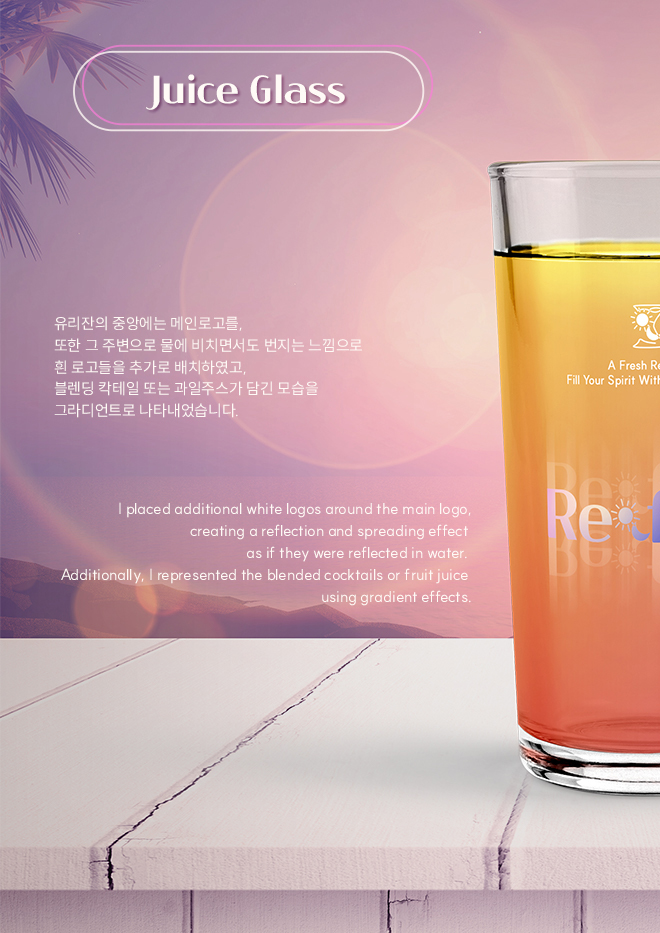 Juice Glass
유리잔의 중앙에는 메인로고를,
또한 그 주변으로 물에 비치면서도 번지는 느낌으로
흰 로고들을 추가로 배치하였고,
블렌딩 칵테일 또는 과일주스가 담긴 모습을
그라디언트로 나타내었습니다.
I placed additional white logos around the main logo,
creating a reflection and spreading effect
as if they were reflected in water.
Additionally, I represented the blended cocktails or fruit juice
using gradient effects.
A Fresh
Fill Your Spirit
Re